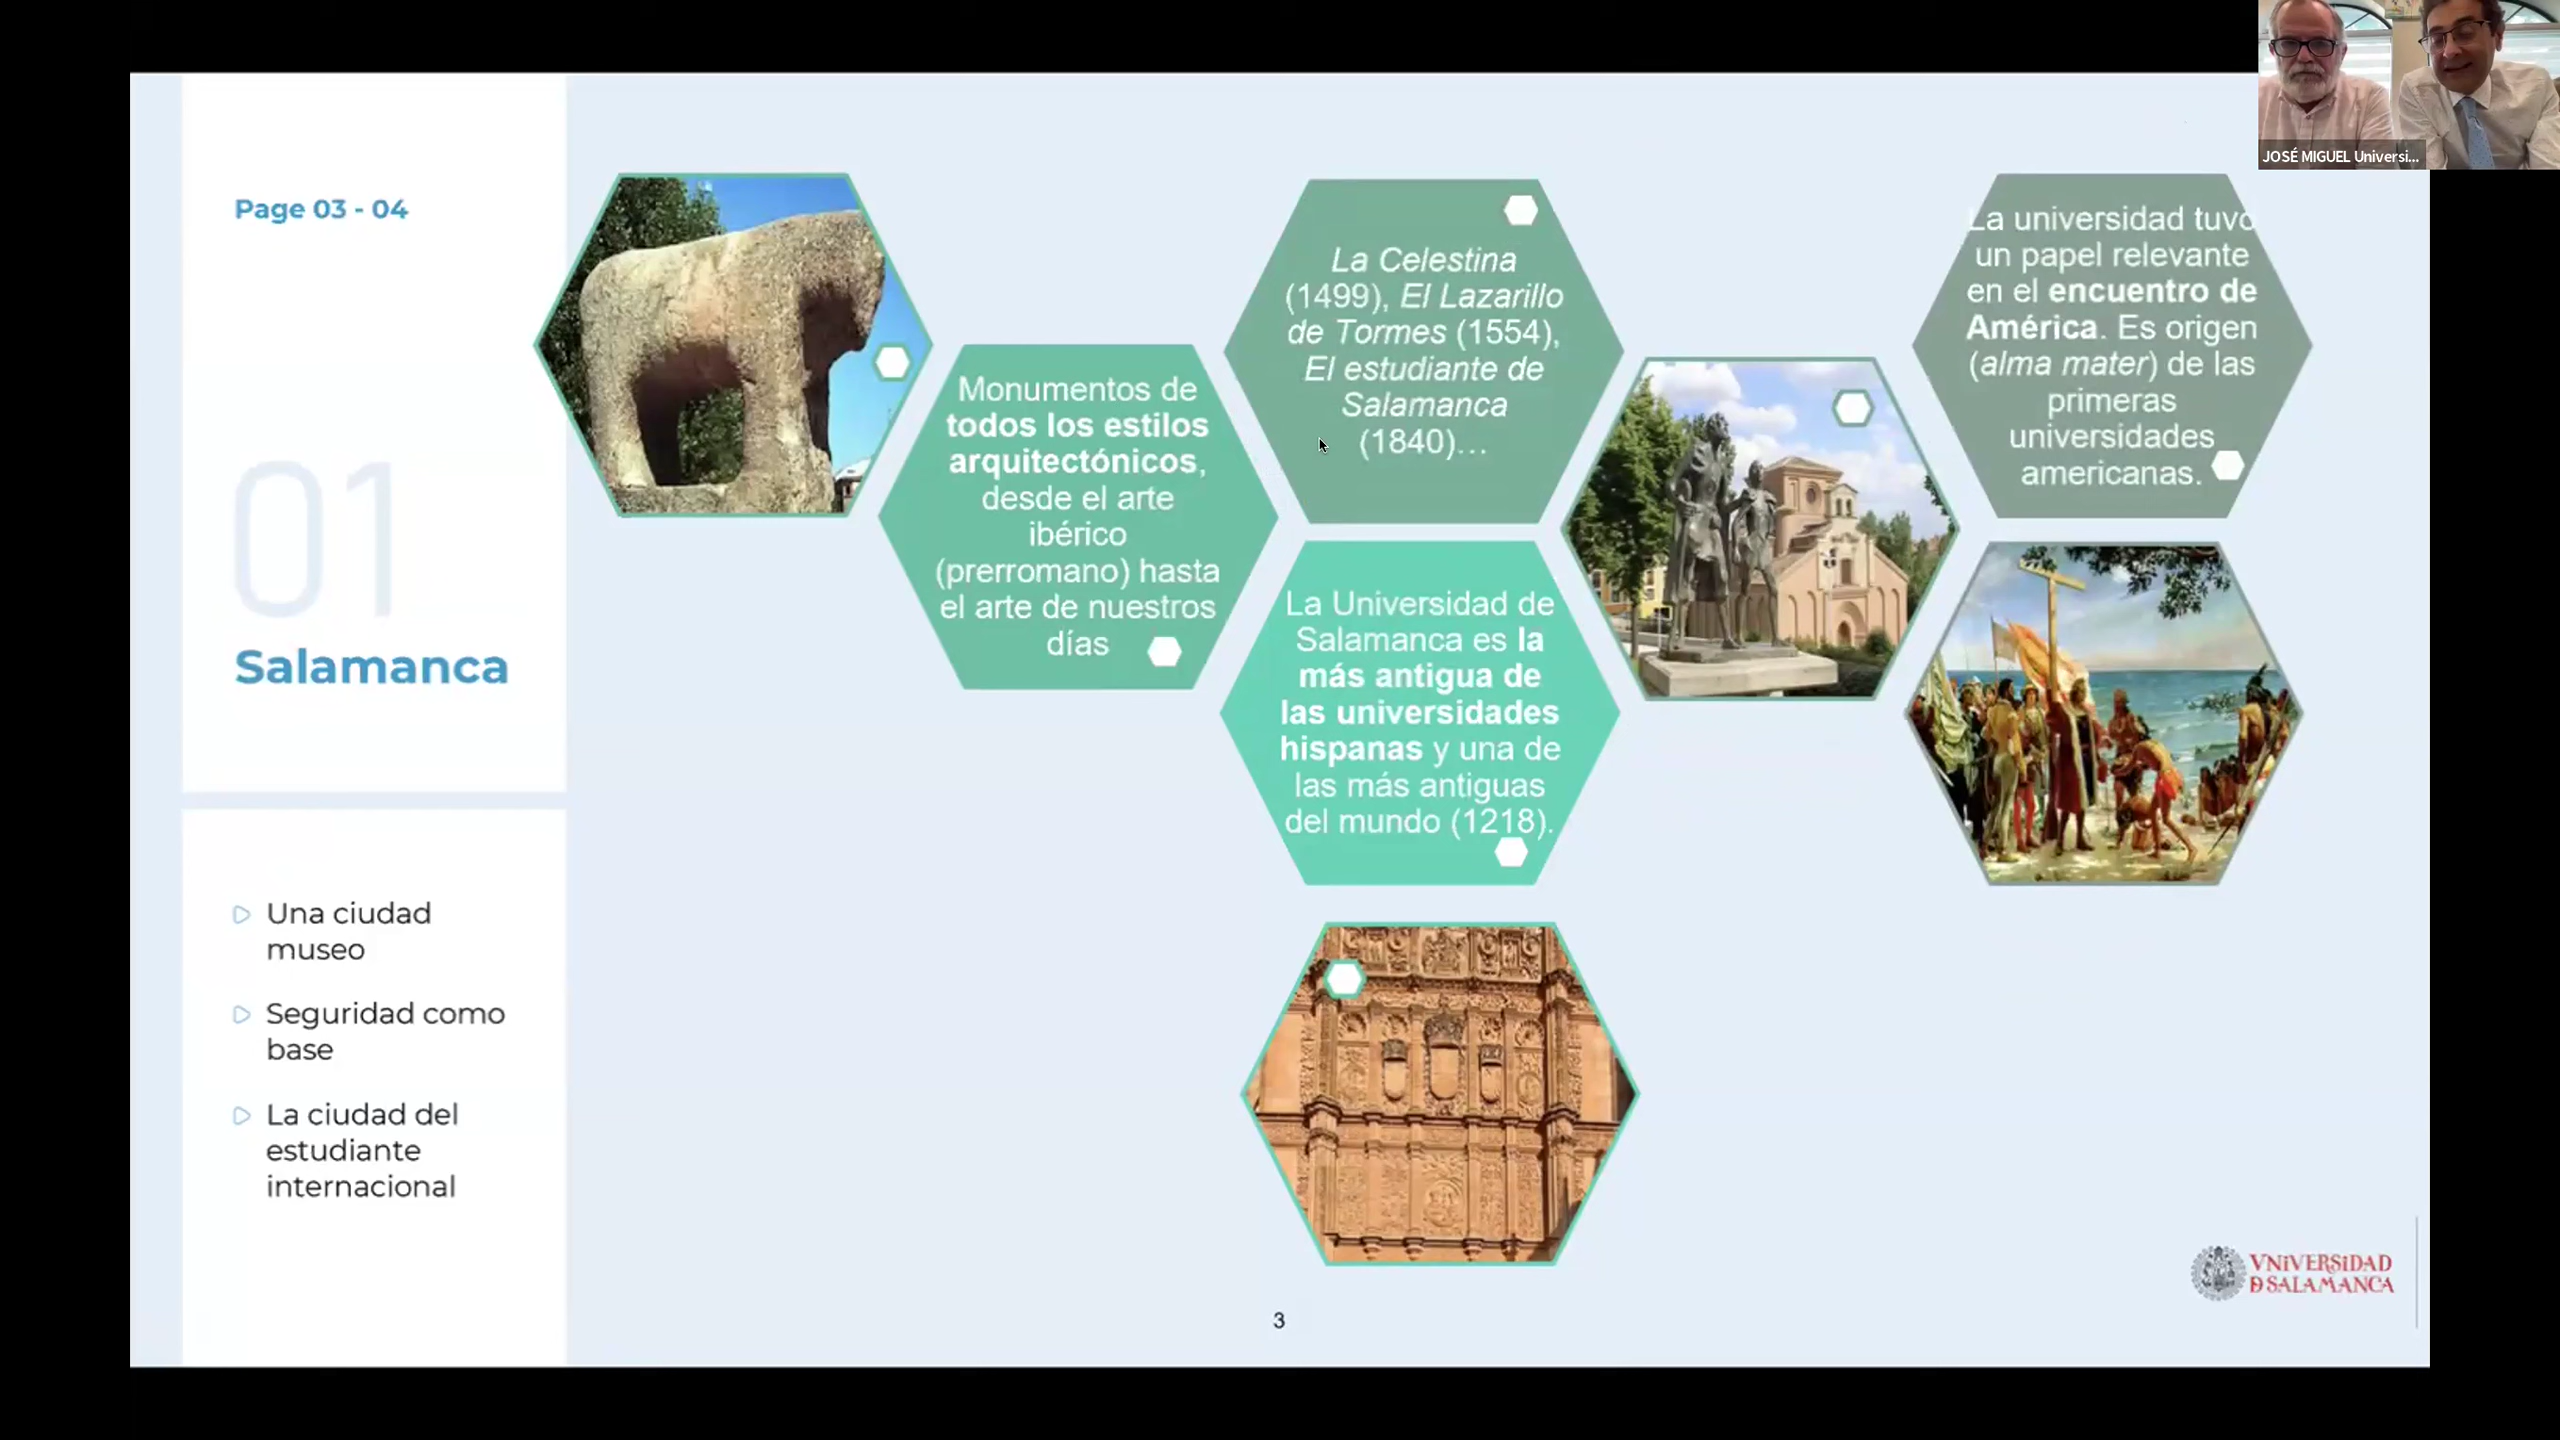 JOSÉ MIGUEL Universi...
Page 03 - 04
01
Salamanca
Una ciudad
museo
Seguridad como
base
La ciudad del
estudiante
internacional
Monumentos de
todos los estilos
arquitectónicos,
desde el arte
ibérico
(prerromano) hasta
el arte de nuestros
días
La Celestina
(1499), El Lazarillo
de Tormes (1554),
El estudiante de
Salamanca
(1840)…
La Universidad de
Salamanca es la
más antigua de
las universidades
hispanas y una de
las más antiguas
del mundo (1218).
La universidad tuvo
un papel relevante
en el encuentro de
América. Es origen
(alma mater) de las
primeras
universidades
americanas.
VNiVERSiDAD
D SALAMANCA
3